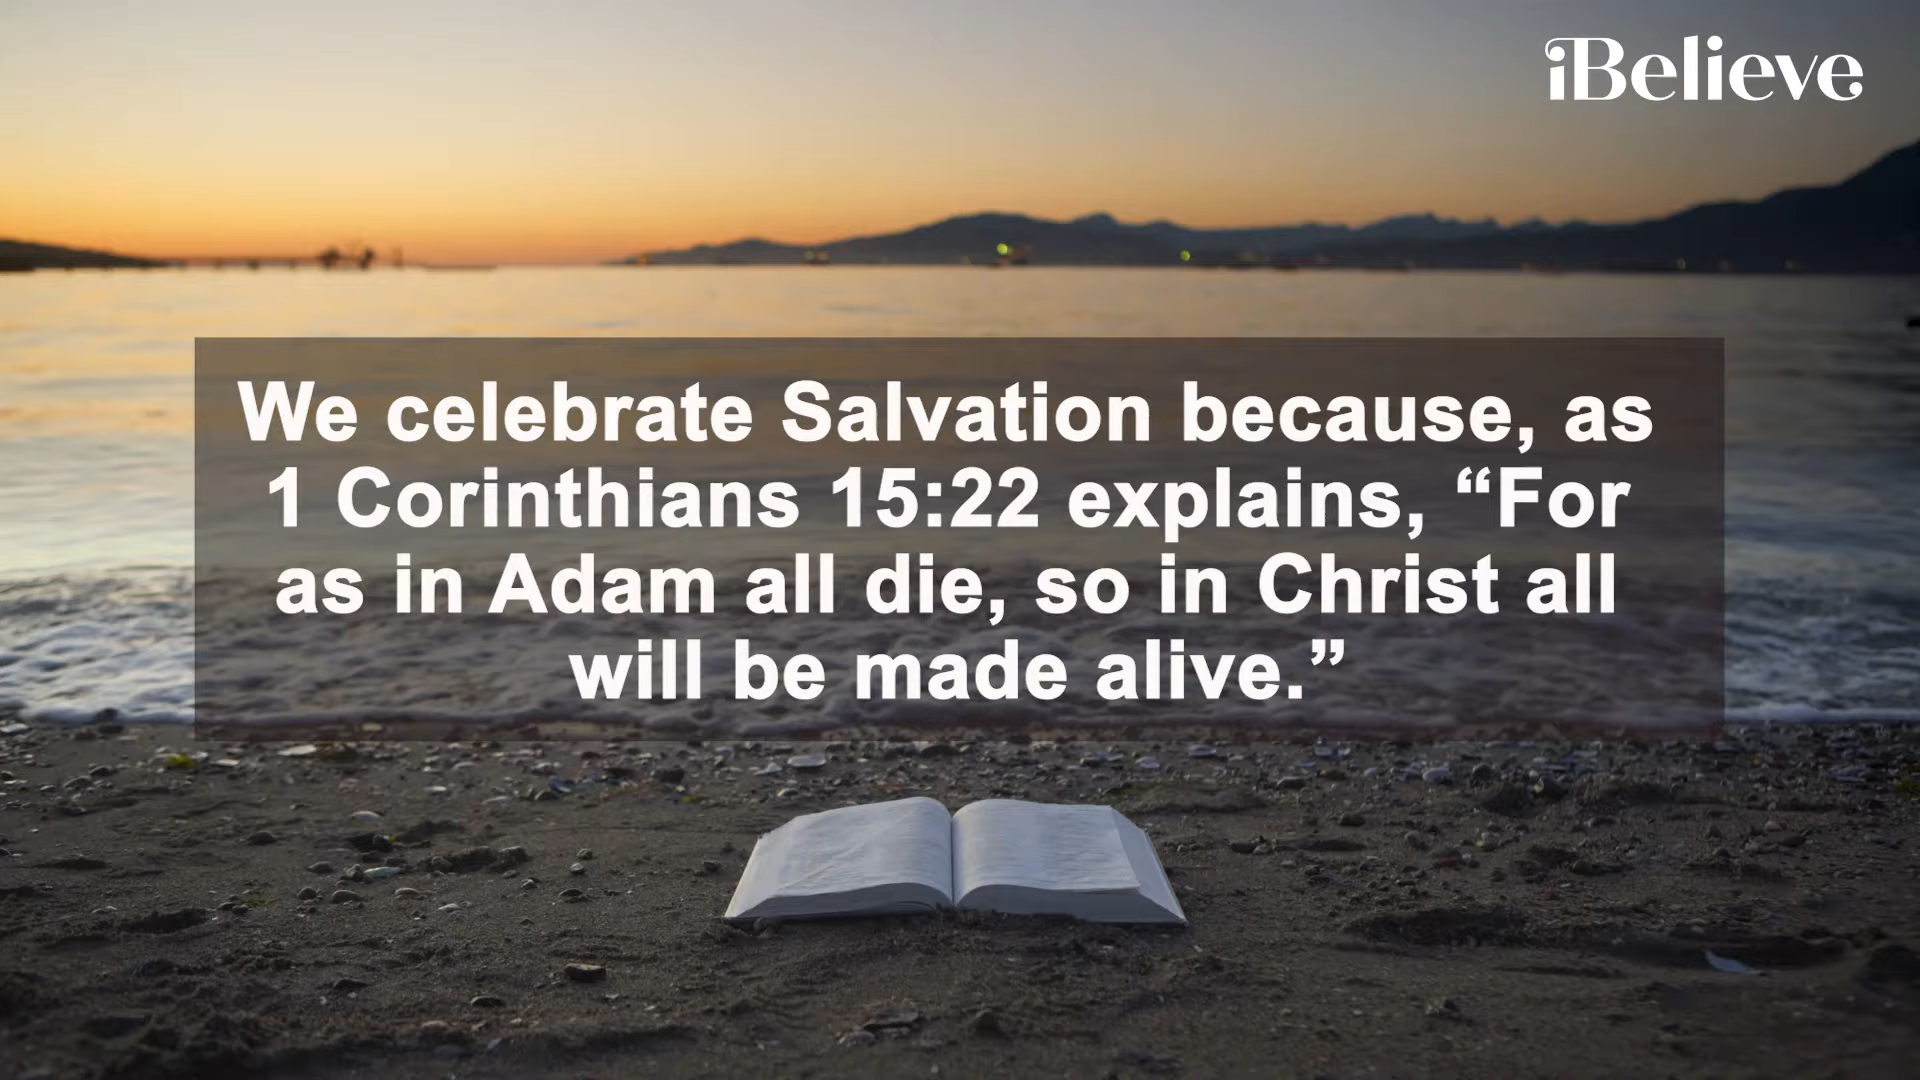 iBelieve
We celebrate Salvation because, as
1 Corinthians 15:22 explains, “For
as in Adam all die, so in Christ all
will be made alive.”